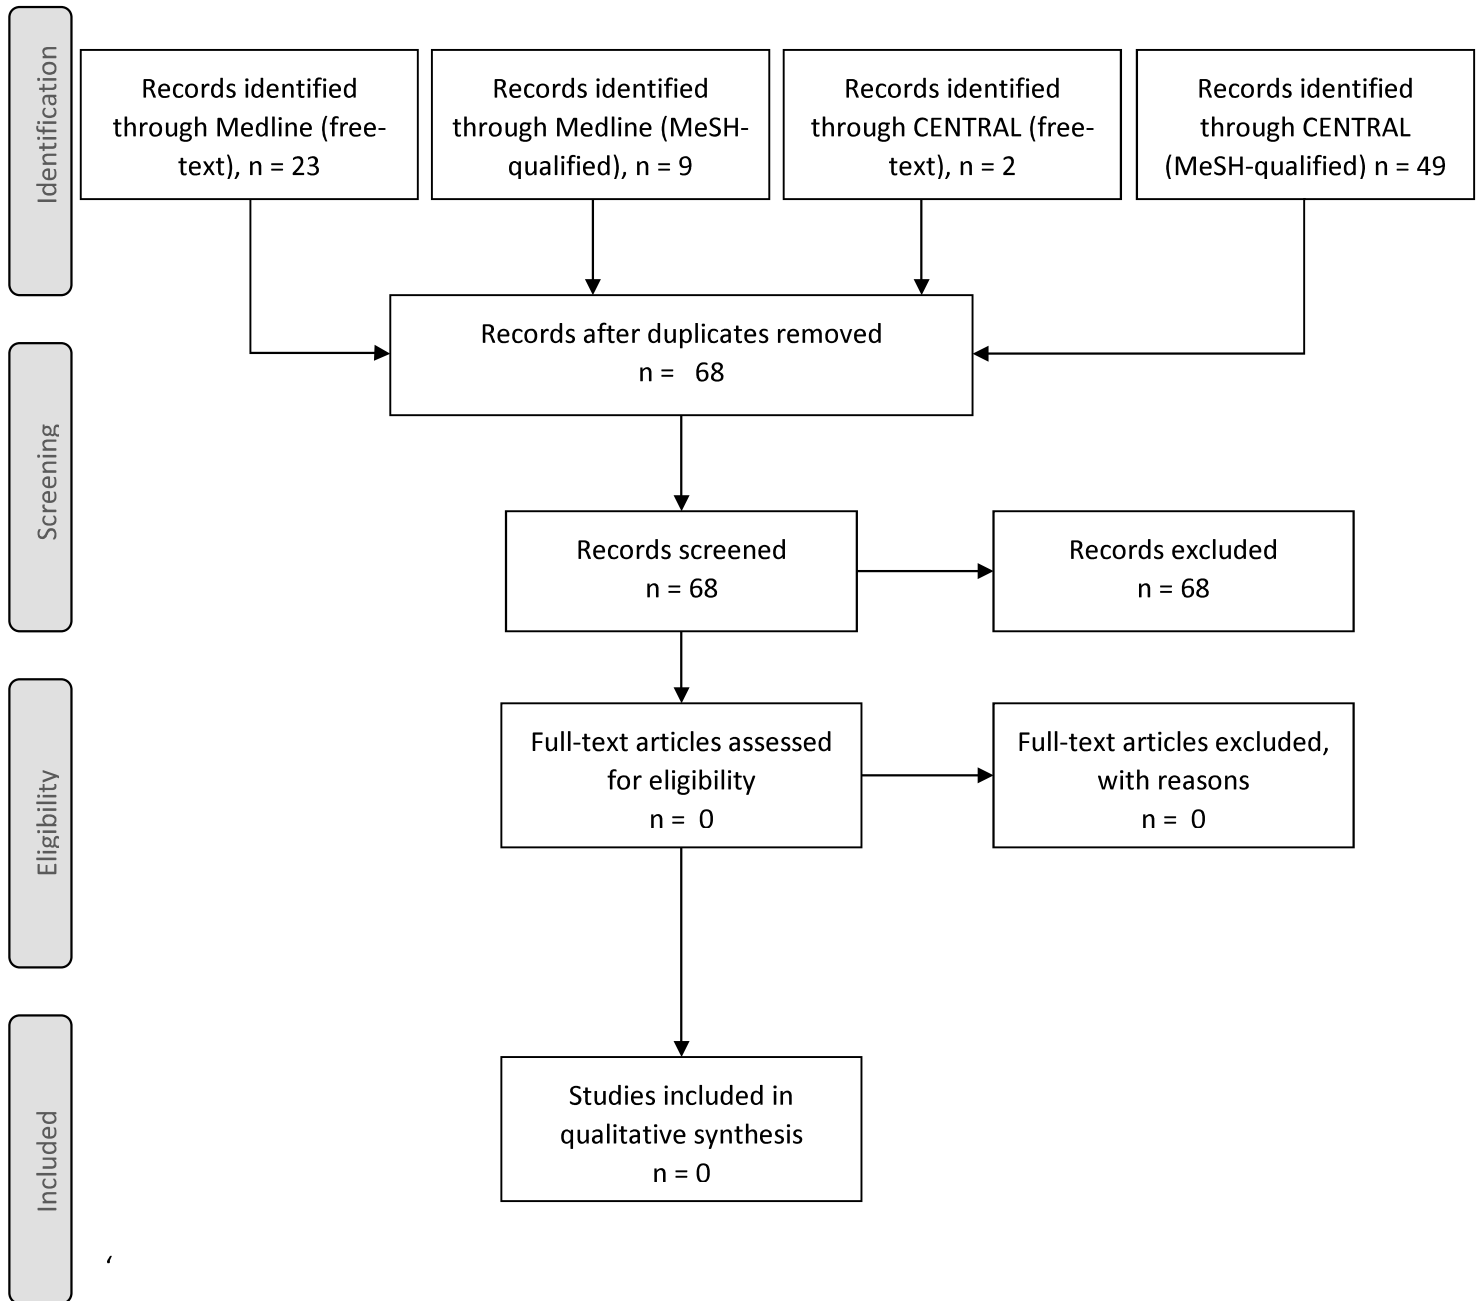 Identification
Records identified
through Medline (free-
text), n = 23
Records identified
through Medline (MeSH-
qualified), n = 9
Records identified
through CENTRAL (free-
text), n = 2
Records identified
through CENTRAL
(MeSH-qualified) n = 49
Records after duplicates removed
n = 68
Screening
Records screened
n = 68
Records excluded
n = 68
Eligibility
Full-text articles assessed
for eligibility
n = 0
Full-text articles excluded,
with reasons
n = 0
Included
Studies included in
qualitative synthesis
n = 0
‘